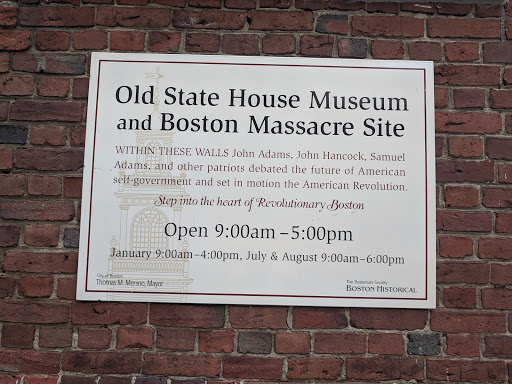 Old State House Museum
and Boston Massacre Site
WITHIN THESE WALLS John Adams, John Hancock, Samuel
Adams, and other patriots debated the future of American
self-government and set in motion the American Revolution.
Step into the heart of Revolutionary Boston
Open 9:00am–5:00pm
January 9:00am–4:00pm, July & August 9:00am–6:00pm
City of Boston
Thomas M. Menino, Mayor
The Bostonian Society
BOSTON HISTORICAL